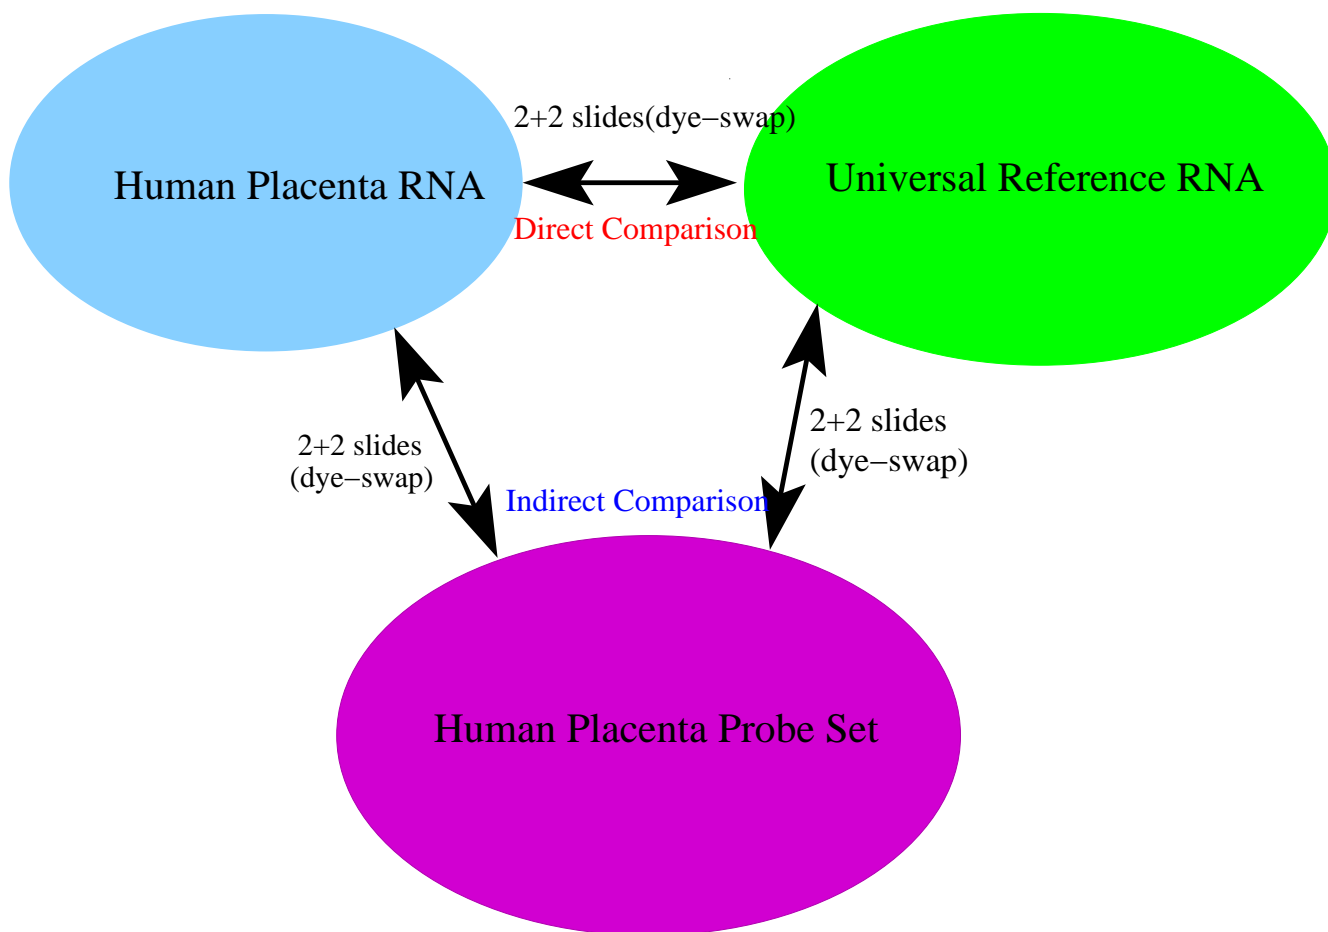 2+2 slides(dye−swap)
Human Placenta RNA
Universal Reference RNA
Direct Comparison
2+2 slides
(dye−swap)
2+2 slides
(dye−swap)
Indirect Comparison
Human Placenta Probe Set